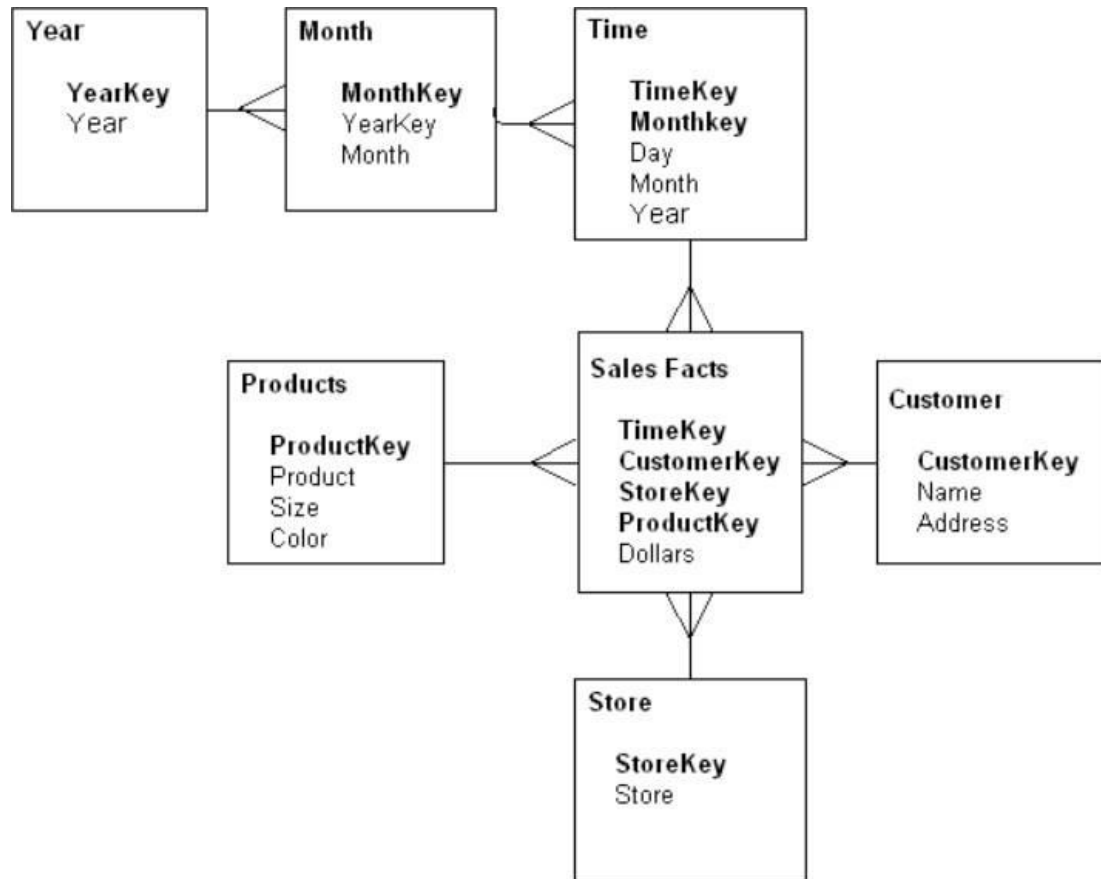 Year
YearKey
Year
Month
MonthKey
YearKey
Month
Time
TimeKey
Monthkey
Day
Month
Year
Products
ProductKey
Product
Size
Color
Sales Facts
TimeKey
CustomerKey
StoreKey
ProductKey
Dollars
Customer
CustomerKey
Name
Address
Store
StoreKey
Store